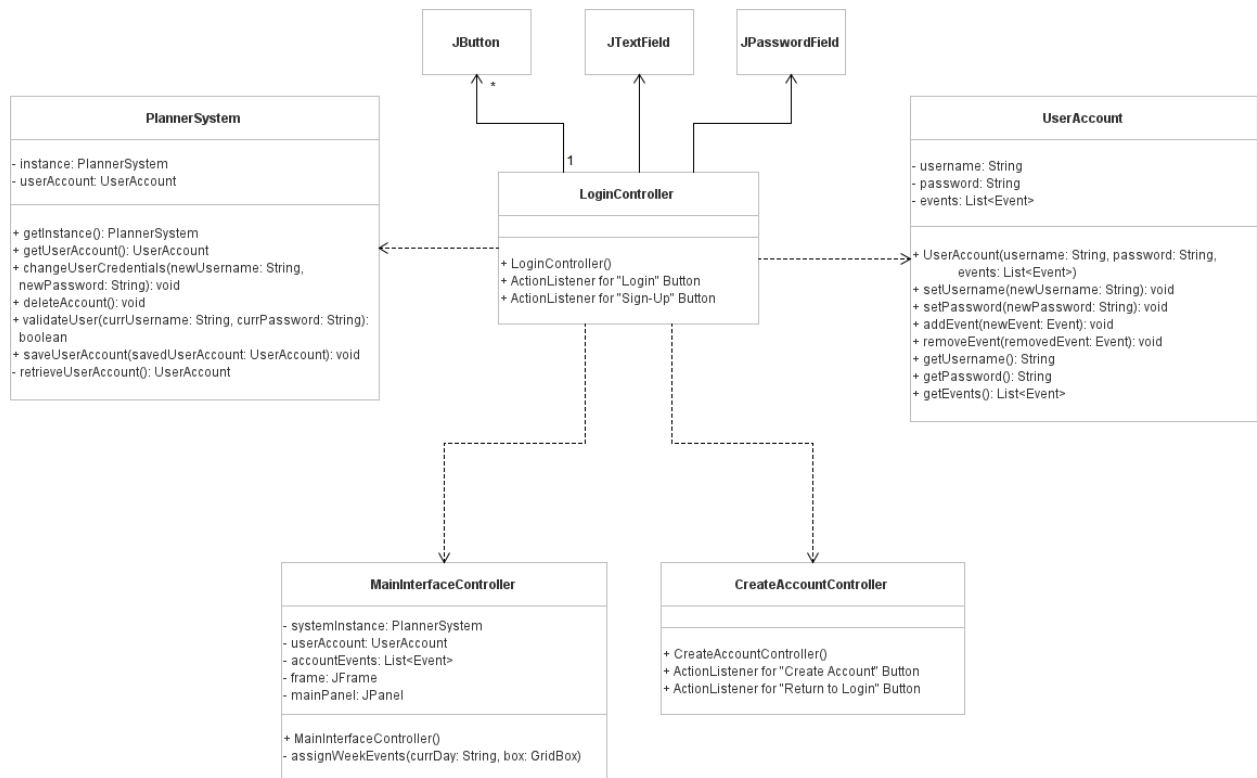 JButton
JTextField
JPasswordField
*
1
PlannerSystem
- instance: PlannerSystem
- userAccount: UserAccount
+ getInstance(): PlannerSystem
+ getUserAccount(): UserAccount
+ changeUserCredentials(newUsername: String,
newPassword: String): void
+ deleteAccount(): void
+ validateUser(currUsername: String, currPassword: String):
boolean
+ saveUserAccount(savedUserAccount: UserAccount): void
- retrieveUserAccount(): UserAccount
LoginController
+ LoginController()
+ ActionListener for "Login" Button
+ ActionListener for "Sign-Up" Button
UserAccount
- username: String
- password: String
- events: List<Event>
+ UserAccount(username: String, password: String,
events: List<Event>)
+ setUsername(newUsername: String): void
+ setPassword(newPassword: String): void
+ addEvent(newEvent: Event): void
+ removeEvent(removedEvent: Event): void
+ getUsername(): String
+ getPassword(): String
+ getEvents(): List<Event>
MainInterfaceController
- systemInstance: PlannerSystem
- userAccount: UserAccount
- accountEvents: List<Event>
- frame: JFrame
- mainPanel: JPanel
+ MainInterfaceController()
- assignWeekEvents(currDay: String, box: GridBox)
CreateAccountController
+ CreateAccountController()
+ ActionListener for "Create Account" Button
+ ActionListener for "Return to Login" Button